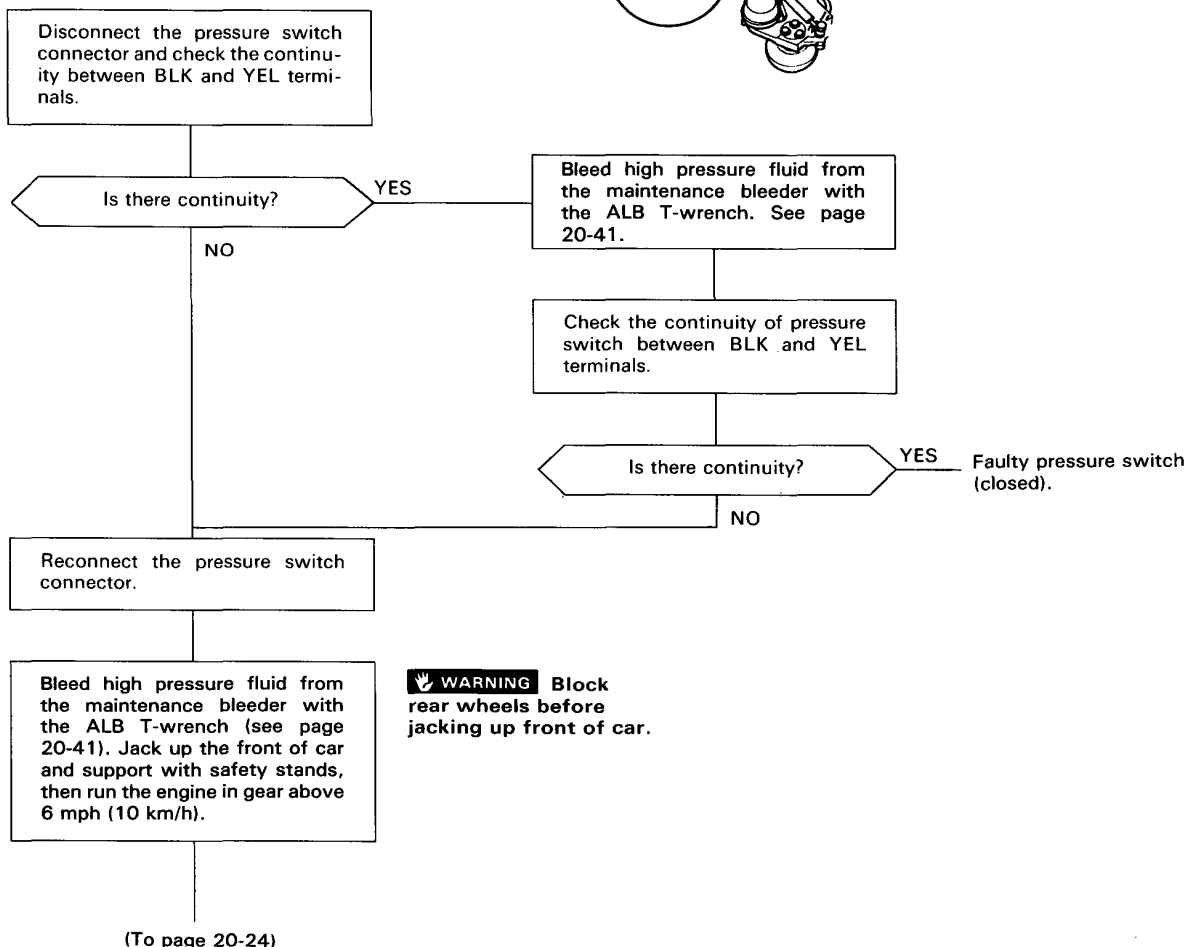 Disconnect the pressure switch
connector and check the continu-
ity between BLK and YEL termi-
nals.
Is there continuity?
YES
NO
Bleed high pressure fluid from
the maintenance bleeder with
the ALB T-wrench. See page
20-41.
Check the continuity of pressure
switch between BLK and YEL
terminals.
Is there continuity?
YES
Faulty pressure switch
(closed).
NO
Reconnect the pressure switch
connector.
Bleed high pressure fluid from
the maintenance bleeder with
the ALB T-wrench (see page
20-41). Jack up the front of car
and support with safety stands,
then run the engine in gear above
6 mph (10 km/h).
WARNING Block
rear wheels before
jacking up front of car.
(To page 20-24)